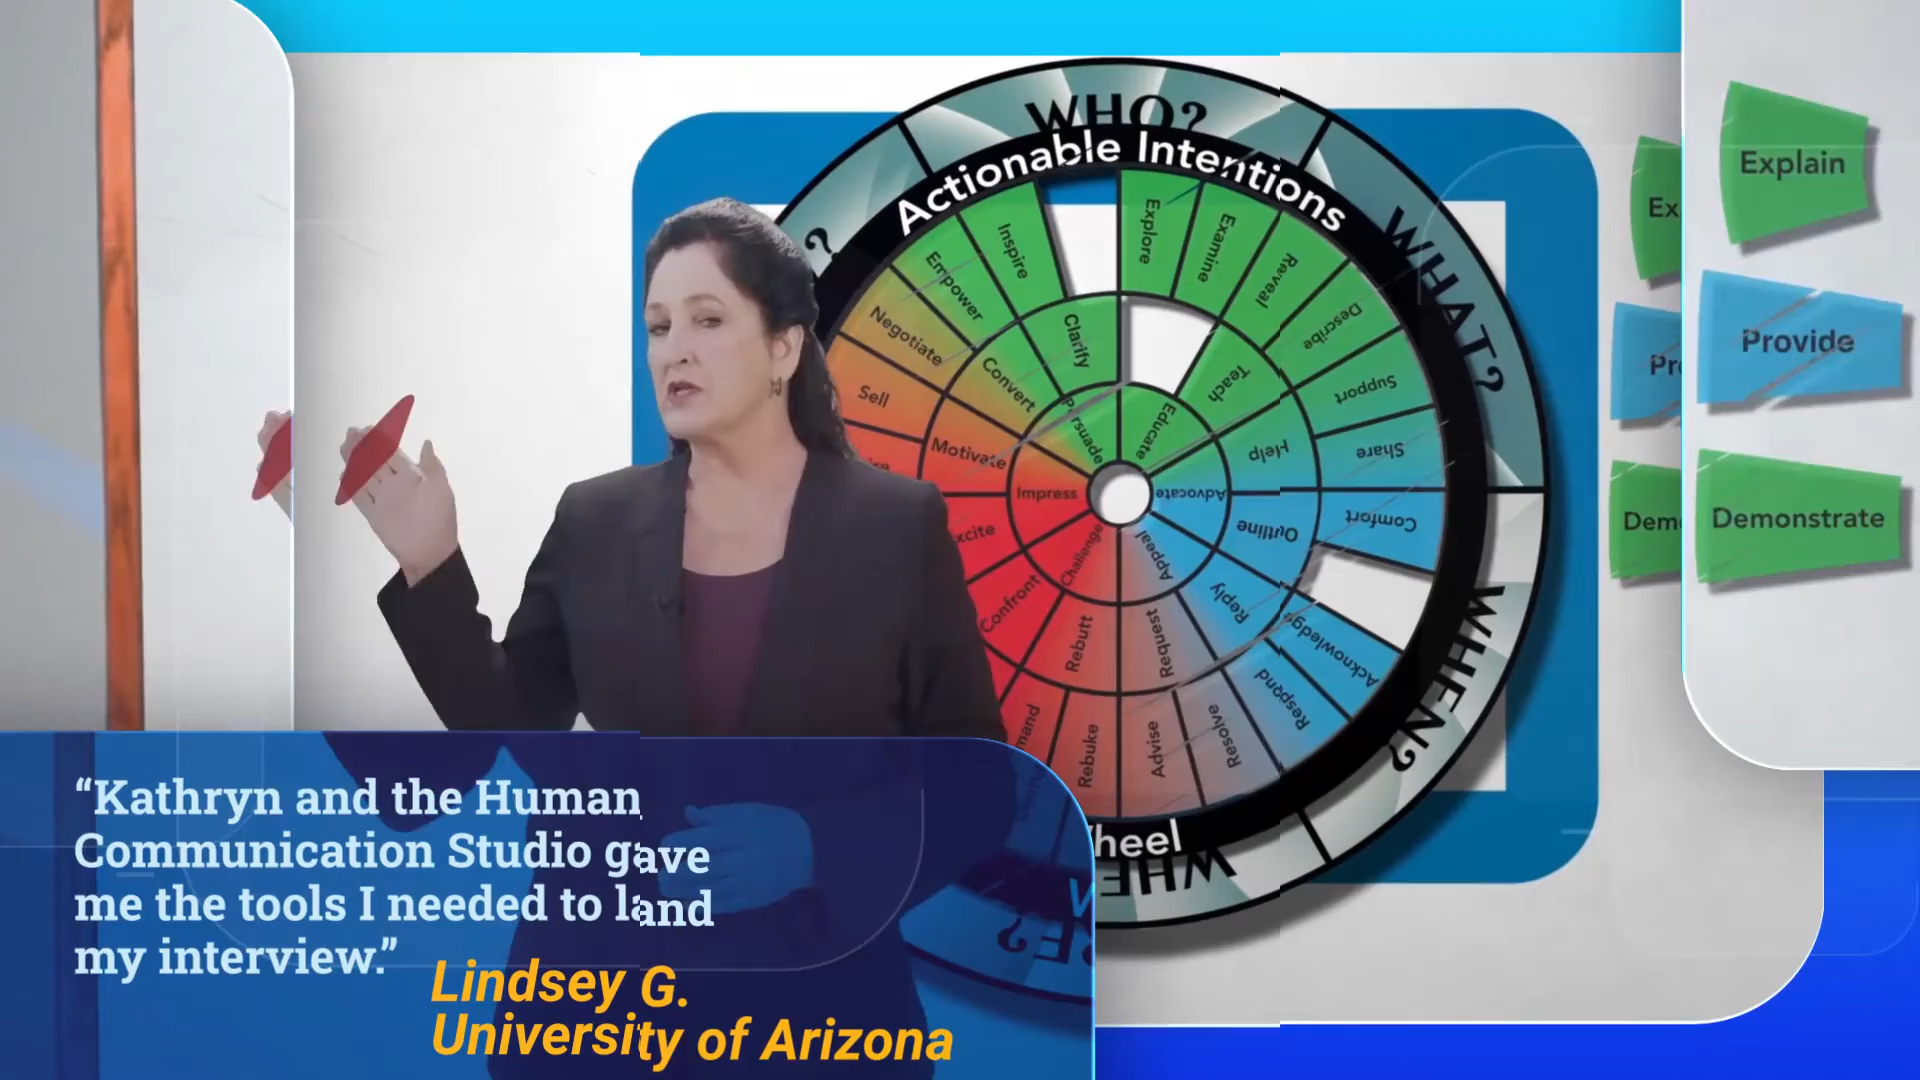 WHO?
Actionable Intentions
WHAT?
WHEN?
?
Inspire
Explore
Examine
Reveal
Describe
Empower
Negotiate
Sell
Clarify
Convert
Motivate
Teach
Support
Share
Comfort
Help
Outline
Reply
Acknowledge
Respond
Persuade
Educate
Impress
Advocate
Challenge
Appeal
Confront
Rebutt
Request
Rebuke
Advise
Resolve
Explain
Provide
Demonstrate
“Kathryn and the Human
Communication Studio gave
me the tools I needed to land
my interview.”
Lindsey G.
University of Arizona